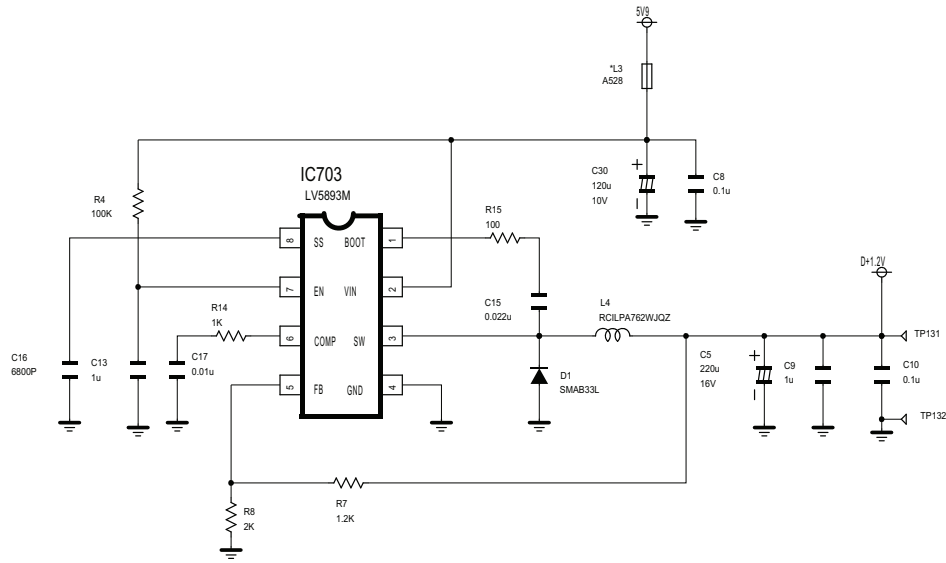 5V9
*L3
A528
IC703
LV5893M
R4
100K
C30
120u
10V
C8
0.1u
R15
100
8
SS
BOOT
1
7
EN
VIN
2
6
COMP
SW
3
5
FB
GND
4
D+1.2V
R14
1K
C15
0.022u
L4
RCILPA762WJQZ
TP131
C16
6800P
C13
1u
C17
0.01u
D1
SMAB33L
C5
220u
16V
C9
1u
C10
0.1u
TP132
R7
1.2K
R8
2K